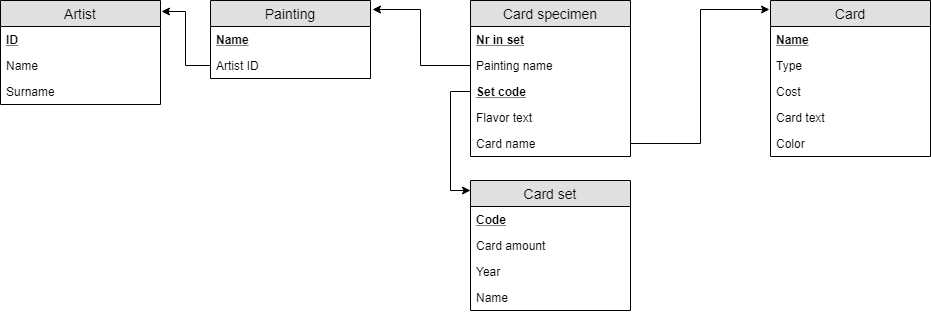 Artist
ID
Name
Surname
Painting
Name
Artist ID
Card specimen
Nr in set
Painting name
Set code
Flavor text
Card name
Card
Name
Type
Cost
Card text
Color
Card set
Code
Card amount
Year
Name